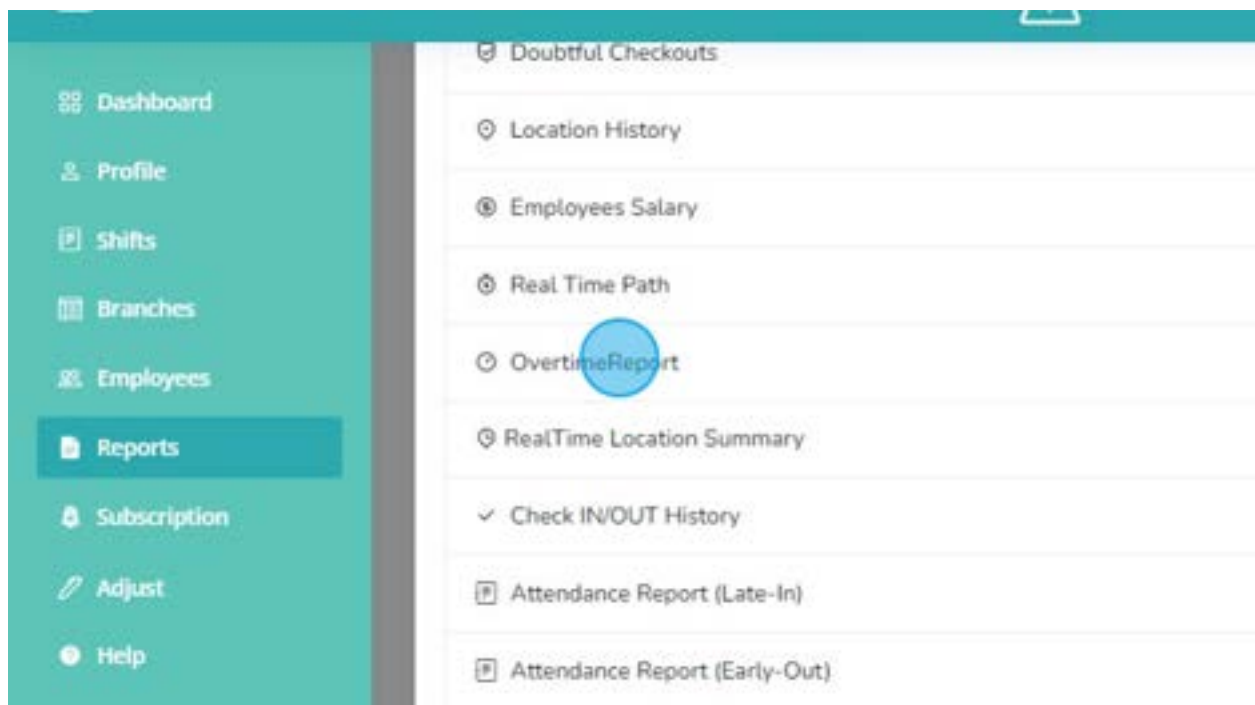 Dashboard
Profile
Shifts
Branches
Employees
Reports
Subscription
Adjust
Help
Doubtful Checkouts
Location History
Employees Salary
Real Time Path
OvertimeReport
RealTime Location Summary
Check IN/OUT History
Attendance Report (Late-In)
Attendance Report (Early-Out)